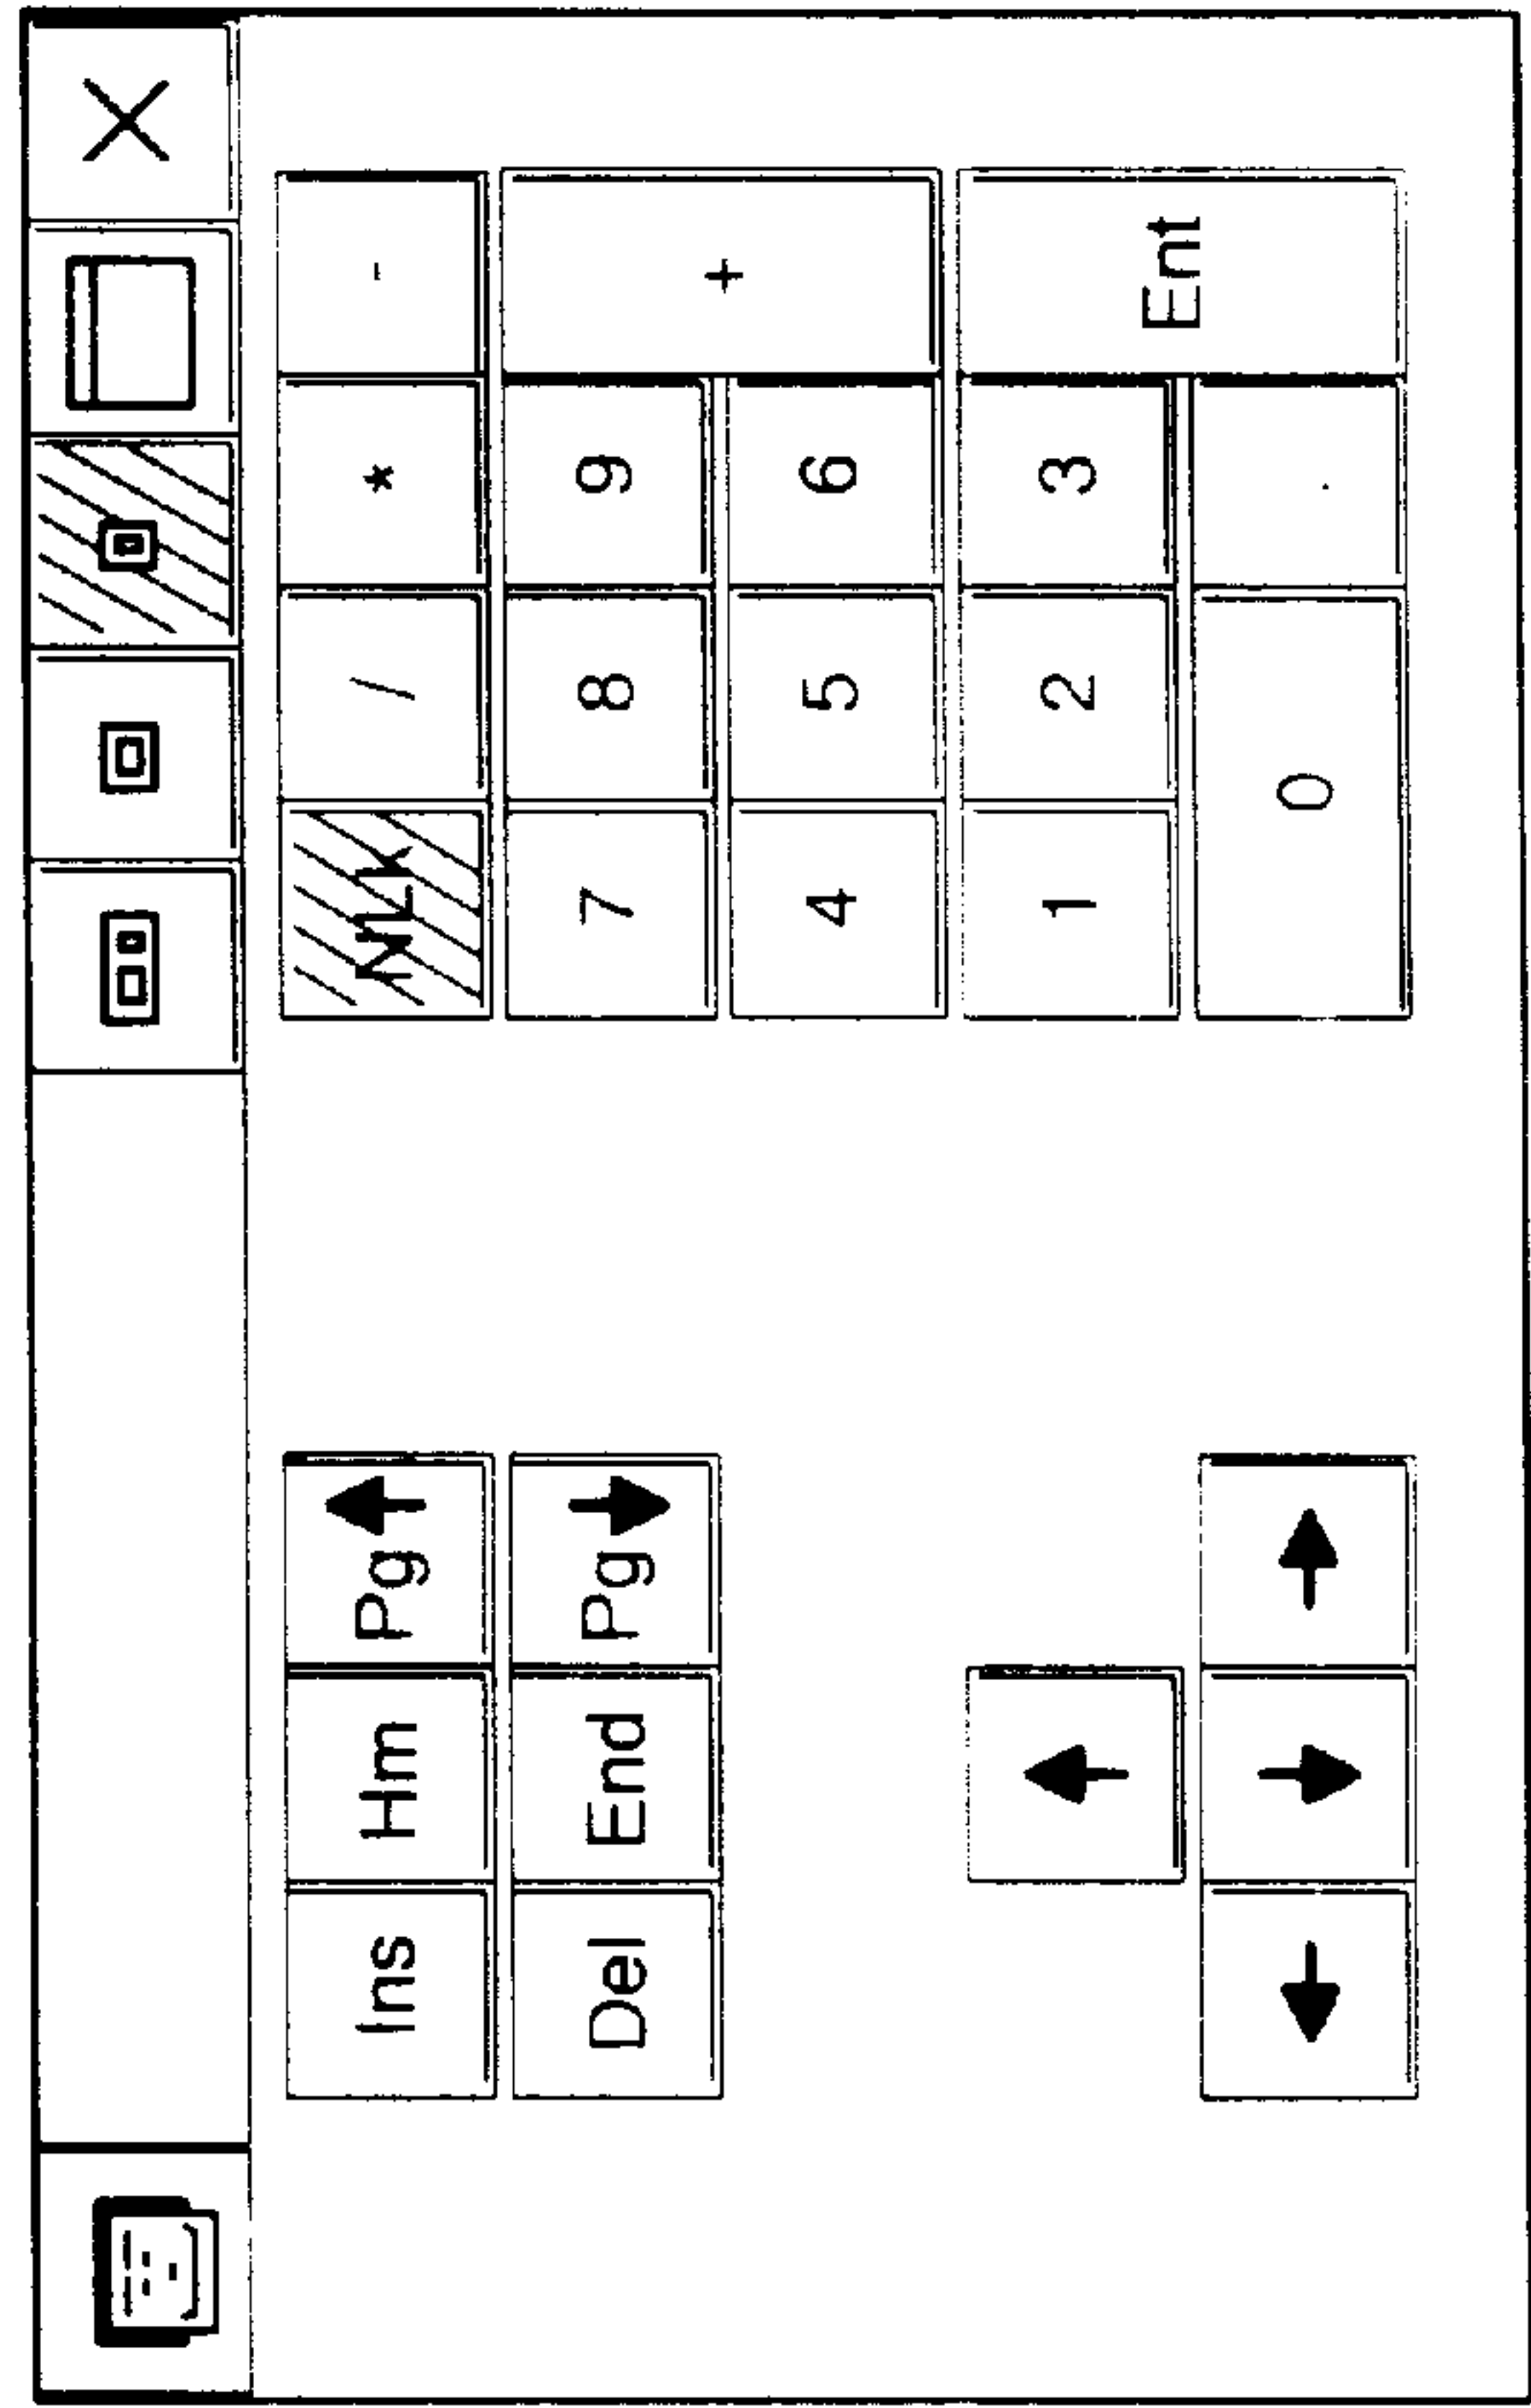 Ins Hm Pg↑ NLK / * -
Del End Pg↓ 7 8 9 +
4 5 6
↑ 1 2 3 Ent
← ↓ → 0 .